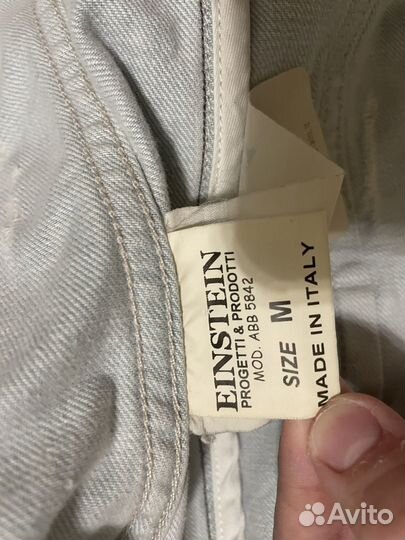 EINSTEIN
PROGETTI & PRODOTTI
MOD. ABB 5842
SIZE M
MADE IN ITALY
Avito